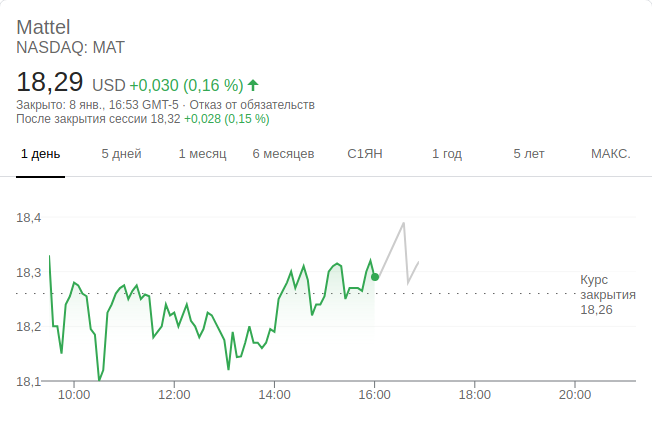 Mattel
NASDAQ: MAT
18,29 USD +0,030 (0,16 %)
Закрыто: 8 янв., 16:53 GMT-5 · Отказ от обязательств
После закрытия сессии 18,32 +0,028 (0,15 %)
1 день 5 дней 1 месяц 6 месяцев С1ЯН 1 год 5 лет МАКС.
18,4
18,3
18,2
18,1
Курс
закрытия
18,26
10:00 12:00 14:00 16:00 18:00 20:00